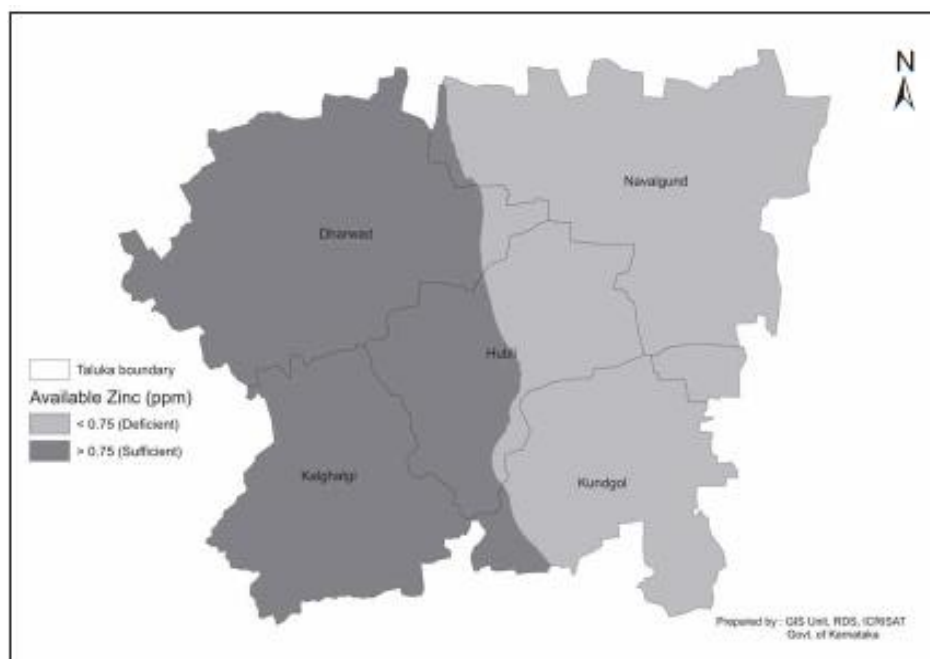 N
Navalgund
Dharwad
Hubli
Taluka boundary
Available Zinc (ppm)
< 0.75 (Deficient)
> 0.75 (Sufficient)
Kalghatgi
Kundgol
Prepared by : GIS Unit, RDS, ICRISAT
Govt. of Karnataka